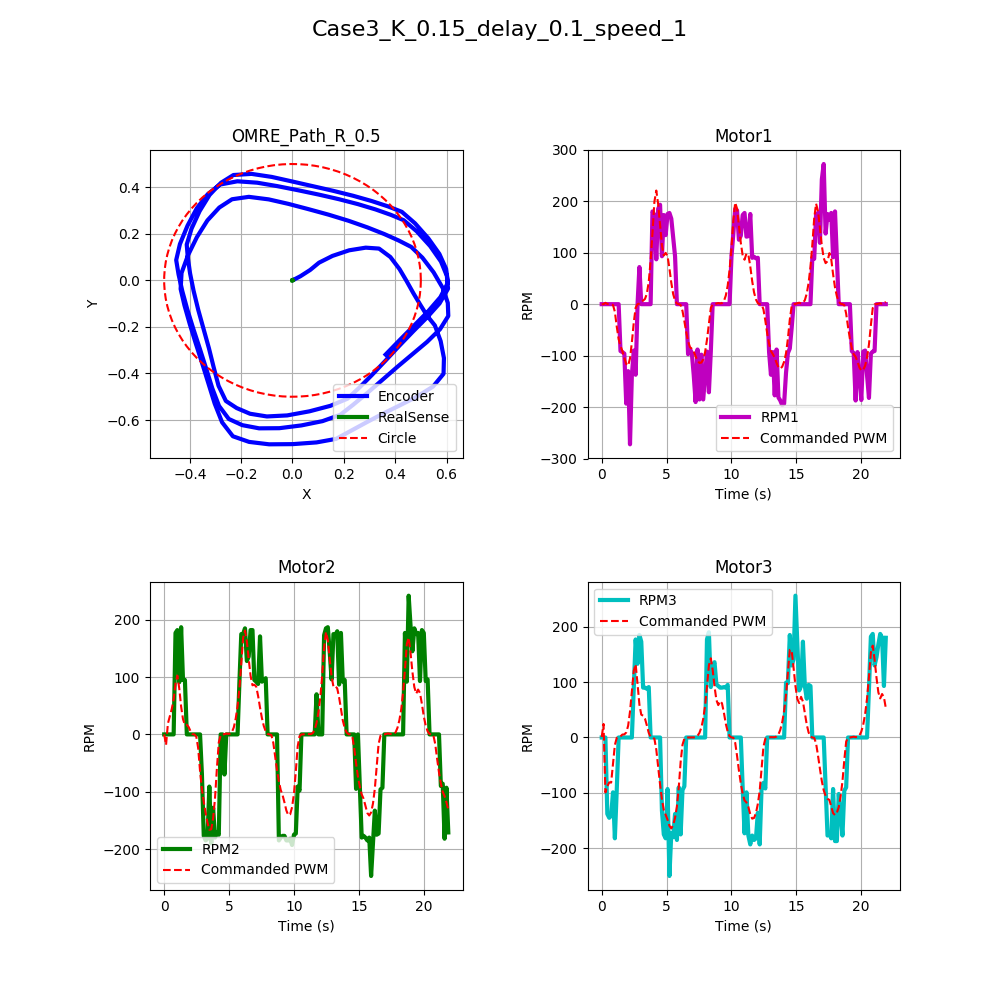 Case3_K_0.15_delay_0.1_speed_1
OMRE_Path_R_0.5
0.4
0.2
0.0
−0.2
−0.4
−0.6
Y
−0.4 −0.2 0.0 0.2 0.4 0.6
X
Encoder
RealSense
Circle
Motor1
300
200
100
0
−100
−200
−300
RPM
0 5 10 15 20
Time (s)
RPM1
Commanded PWM
Motor2
200
100
0
−100
−200
RPM
0 5 10 15 20
Time (s)
RPM2
Commanded PWM
Motor3
200
100
0
−100
−200
RPM
0 5 10 15 20
Time (s)
RPM3
Commanded PWM